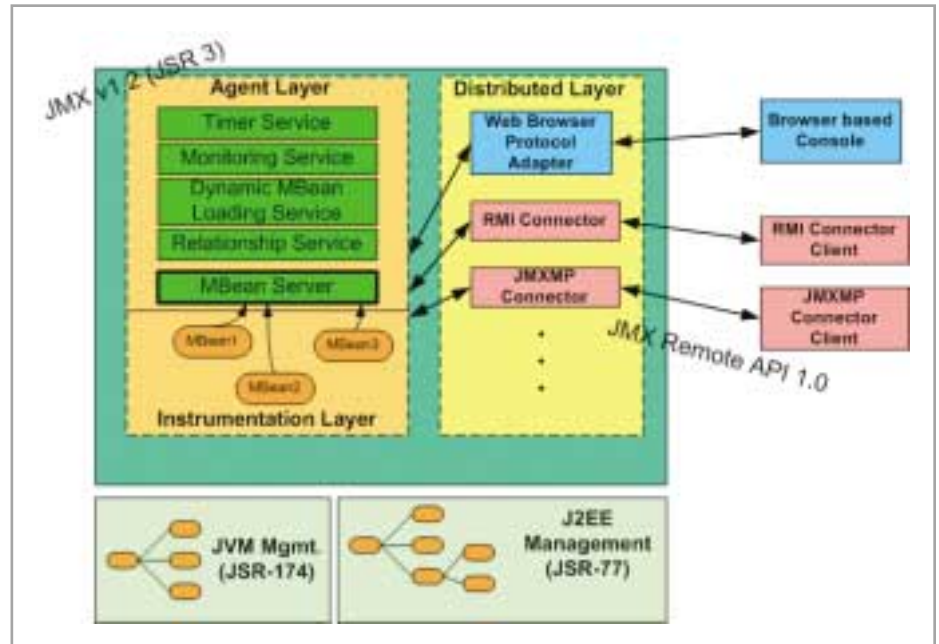 JMX v1.2 (JSR 3)
Agent Layer
Timer Service
Monitoring Service
Dynamic MBean
Loading Service
Relationship Service
MBean Server
MBean1
MBean2
MBean3
Instrumentation Layer
Distributed Layer
Web Browser
Protocol
Adapter
RMI Connector
JMXMP
Connector
Browser based
Console
RMI Connector
Client
JMXMP
Connector
Client
JMX Remote API 1.0
JVM Mgmt.
(JSR-174)
J2EE
Management
(JSR-77)